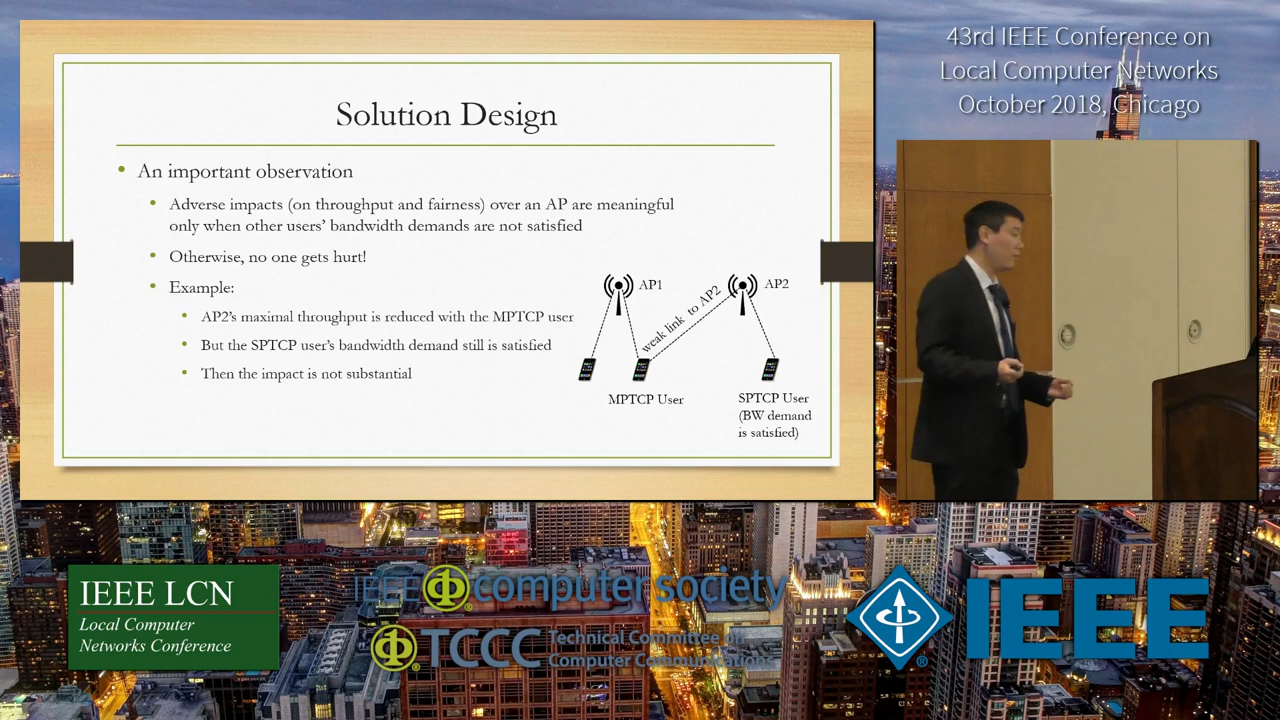 43rd IEEE Conference on
Local Computer Networks
October 2018, Chicago
Solution Design
An important observation
Adverse impacts (on throughput and fairness) over an AP are meaningful
only when other users' bandwidth demands are not satisfied
Otherwise, no one gets hurt!
Example:
AP2's maximal throughput is reduced with the MPTCP user
But the SPTCP user's bandwidth demand still is satisfied
Then the impact is not substantial
AP1
AP2
weak link to AP2
MPTCP User
SPTCP User
(BW demand
is satisfied)
IEEE LCN
Local Computer
Networks Conference
IEEE computer society
TCCC Technical Committee on
Computer Communications
IEEE